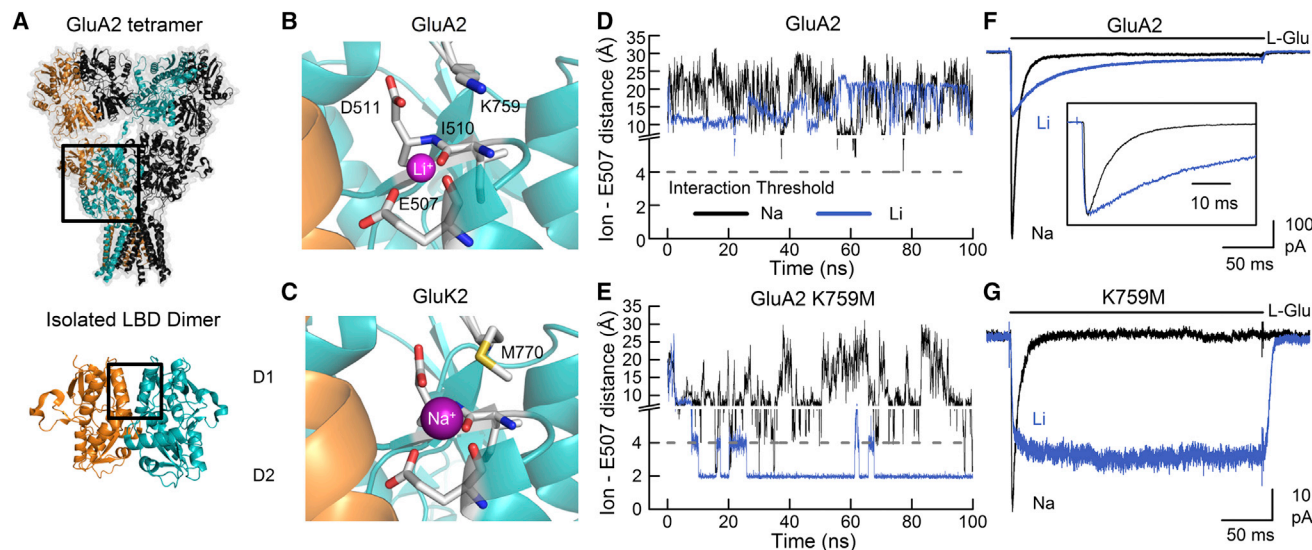 A
GluA2 tetramer
Isolated LBD Dimer
D1
D2
B
GluA2
D511
K759
I510
Li+
E507
C
GluK2
M770
Na+
D
GluA2
Ion - E507 distance (Å)
35
30
25
20
15
10
4
2
0
Interaction Threshold
Na
Li
0 20 40 60 80 100
Time (ns)
E
GluA2 K759M
Ion - E507 distance (Å)
35
30
25
20
15
10
6
4
2
0
0 20 40 60 80 100
Time (ns)
F
GluA2
L-Glu
Li
10 ms
Na
100
pA
50 ms
G
K759M
L-Glu
Li
Na
10
pA
50 ms